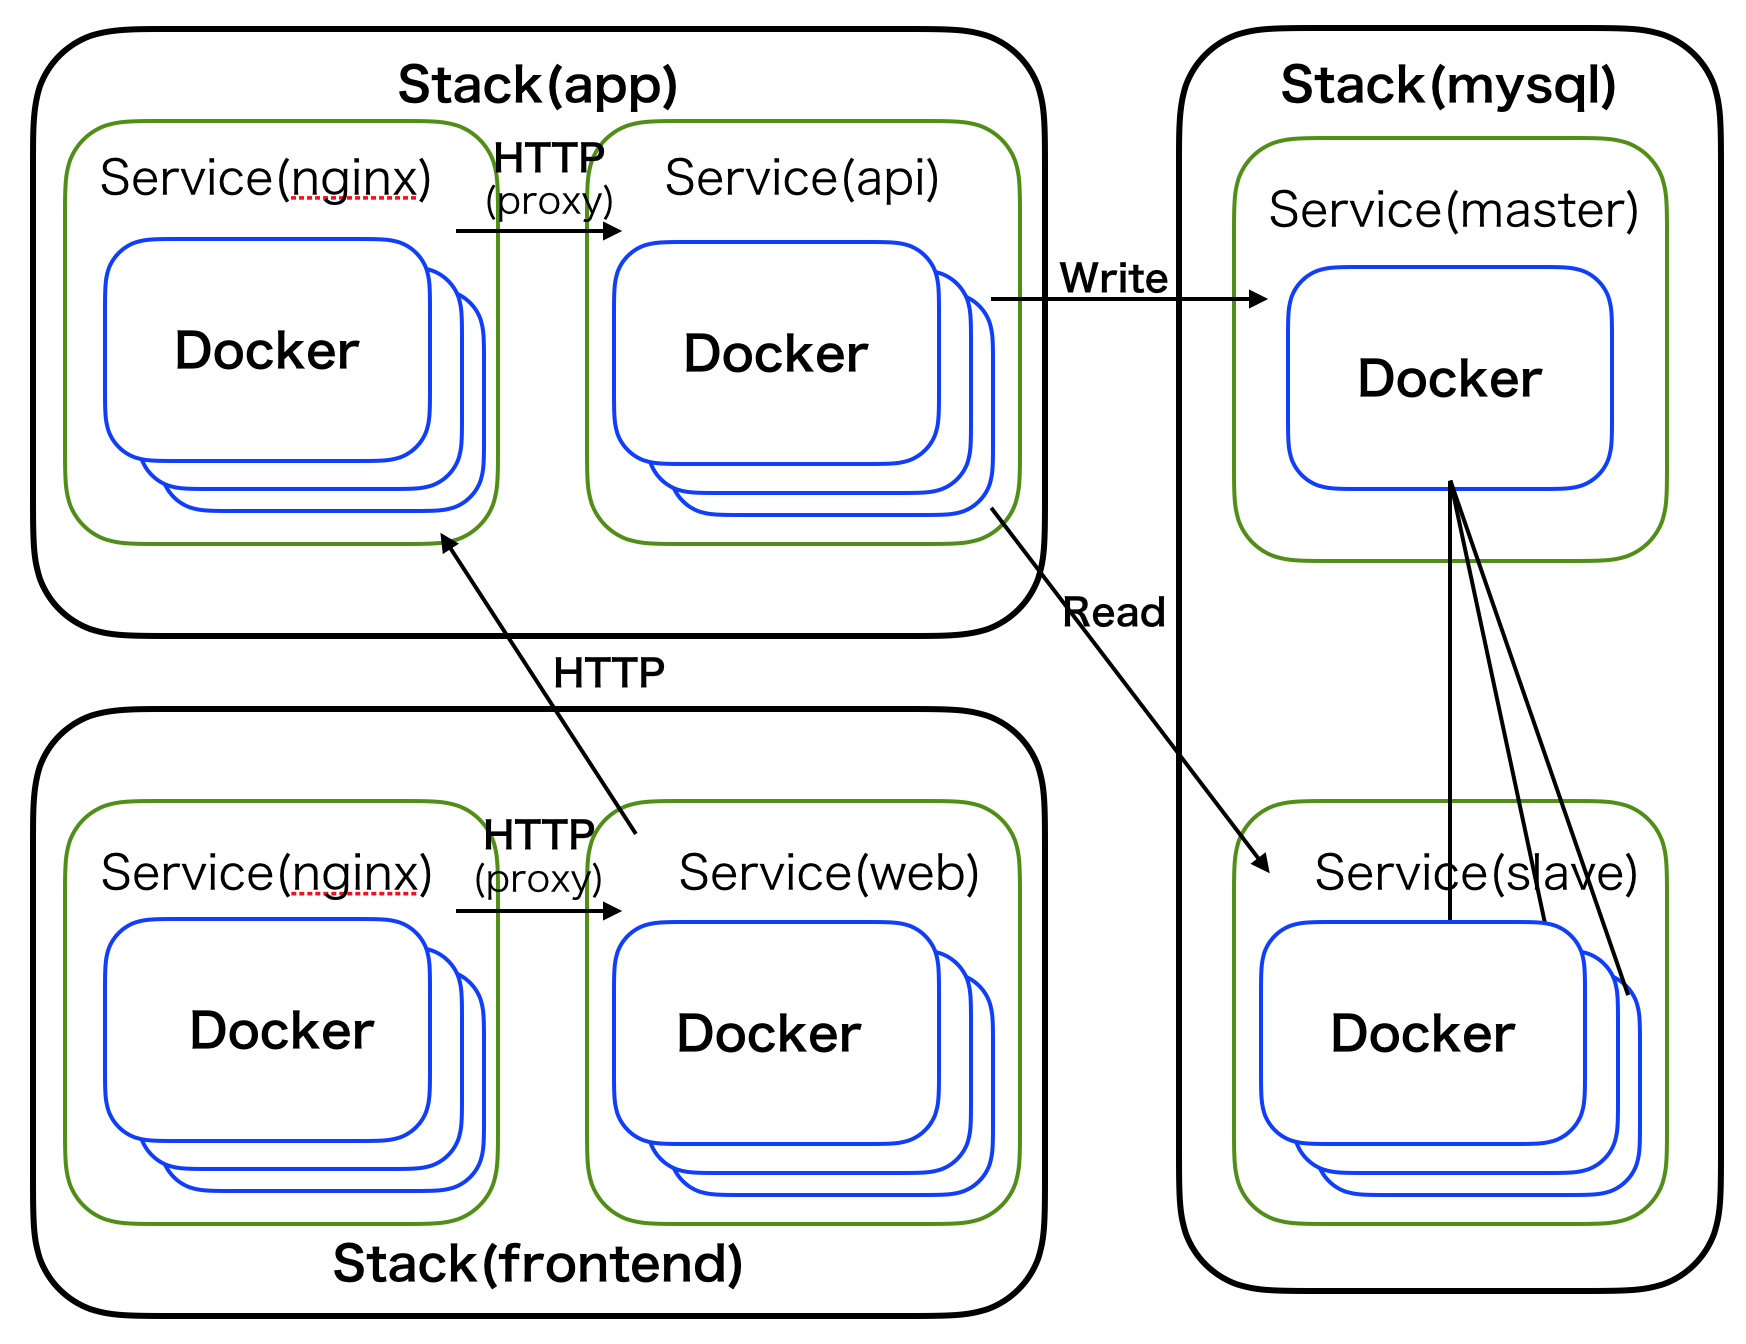 Stack(app)
Service(nginx)
HTTP
(proxy)
Service(api)
Docker
Docker
Write
Read
Stack(mysql)
Service(master)
Docker
HTTP
Service(nginx)
HTTP
(proxy)
Service(web)
Docker
Docker
Stack(frontend)
Service(slave)
Docker